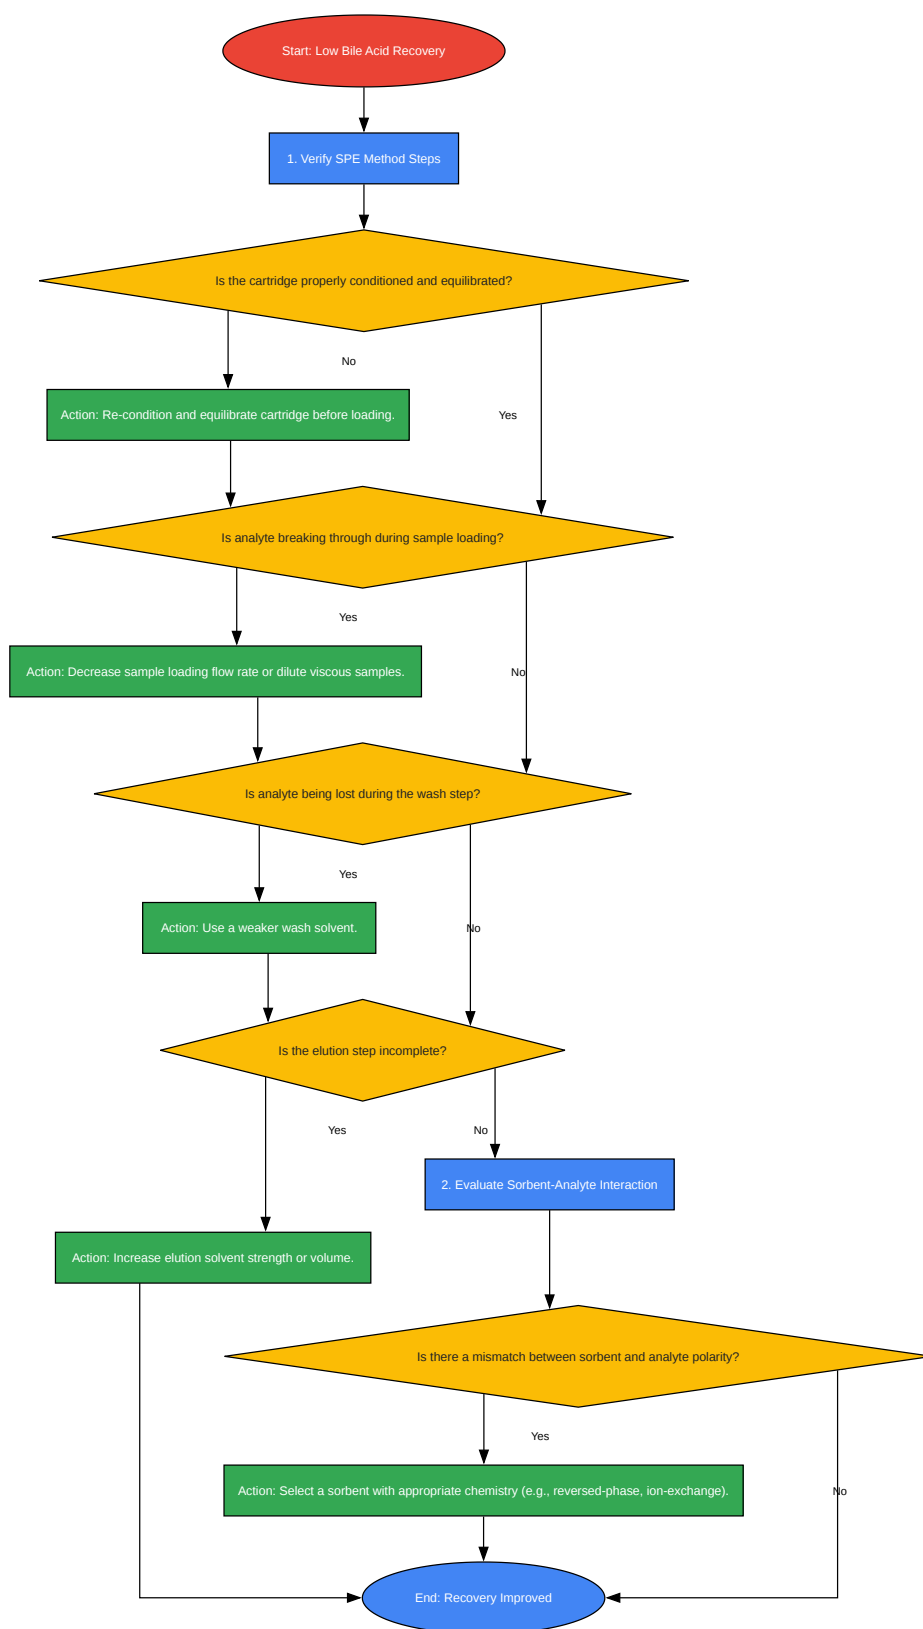 Start: Low Bile Acid Recovery
1. Verify SPE Method Steps
Is the cartridge properly conditioned and equilibrated?
No
Action: Re-condition and equilibrate cartridge before loading.
Yes
Is analyte breaking through during sample loading?
Yes
Action: Decrease sample loading flow rate or dilute viscous samples.
No
Is analyte being lost during the wash step?
Yes
Action: Use a weaker wash solvent.
No
Is the elution step incomplete?
Yes
No
2. Evaluate Sorbent-Analyte Interaction
Action: Increase elution solvent strength or volume.
Is there a mismatch between sorbent and analyte polarity?
Yes
Action: Select a sorbent with appropriate chemistry (e.g., reversed-phase, ion-exchange).
No
End: Recovery Improved